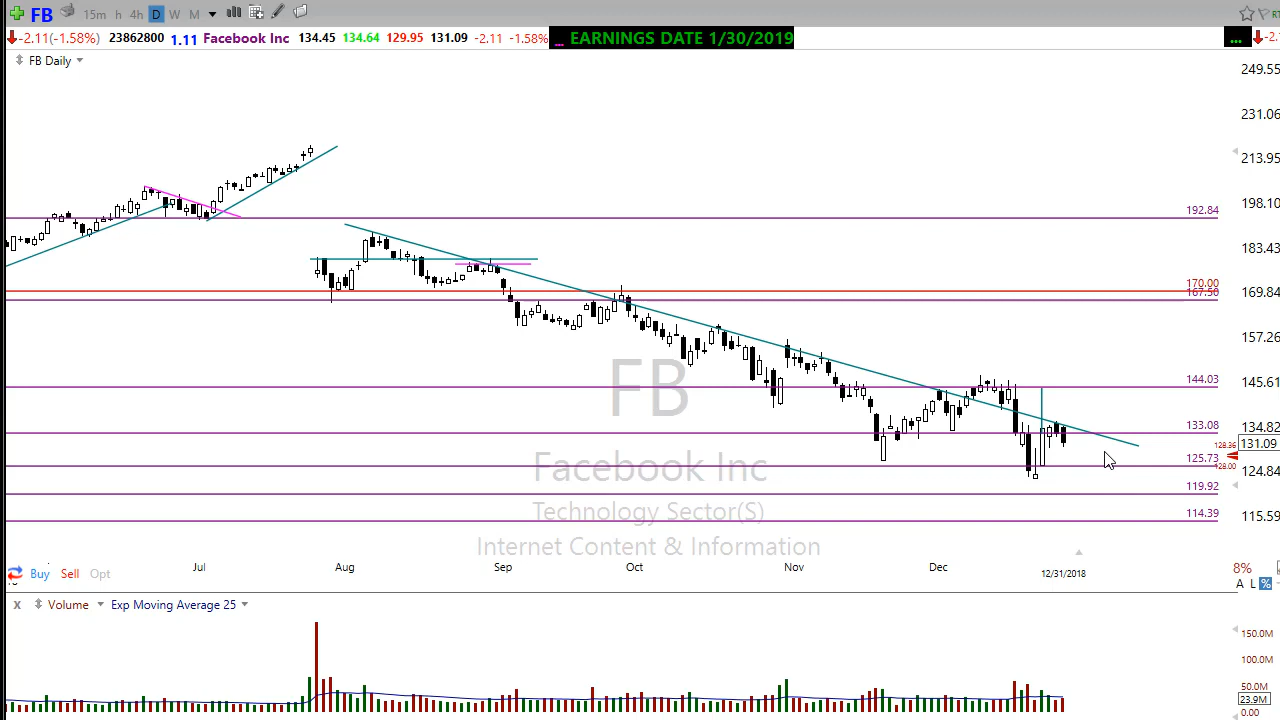 FB 15m h 4h D W M
-2.11(-1.58%) 23862800 1.11 Facebook Inc 134.45 134.64 129.95 131.09 -2.11 -1.58% ... EARNINGS DATE 1/30/2019 ... -2.
FB Daily
249.55
231.06
213.95
198.10
192.84
183.43
170.00
169.84
167.50
157.26
FB
145.61
144.03
134.82
133.08
131.09
128.36
125.73
128.00
124.84
Facebook Inc
119.92
Technology Sector(S)
115.59
114.39
Internet Content & Information
Jul Aug Sep Oct Nov Dec
Buy Sell Opt 12/31/2018 8%
A L %
x Volume Exp Moving Average 25
150.0M
100.0M
50.0M
23.9M
0.00